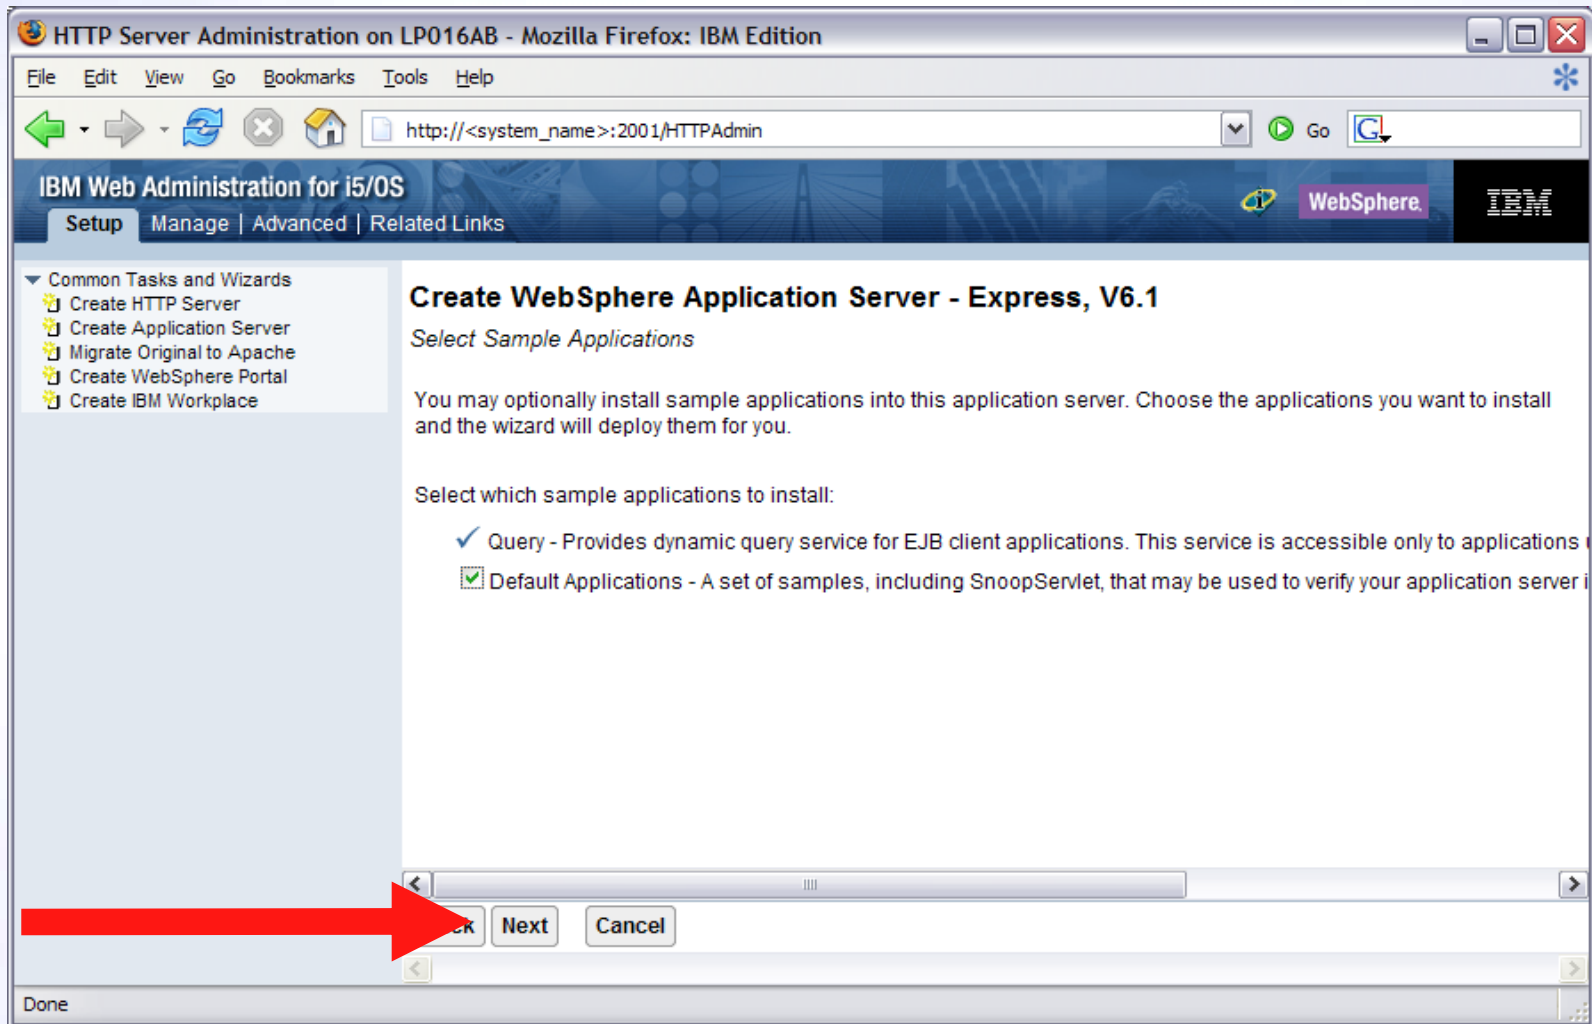 HTTP Server Administration on LP016AB - Mozilla Firefox: IBM Edition
File Edit View Go Bookmarks Tools Help
http://<system_name>:2001/HTTPAdmin Go G
IBM Web Administration for i5/OS
WebSphere. IBM
Setup Manage | Advanced | Related Links
Common Tasks and Wizards
Create HTTP Server
Create Application Server
Migrate Original to Apache
Create WebSphere Portal
Create IBM Workplace
Create WebSphere Application Server - Express, V6.1
Select Sample Applications
You may optionally install sample applications into this application server. Choose the applications you want to install
and the wizard will deploy them for you.
Select which sample applications to install:
Query - Provides dynamic query service for EJB client applications. This service is accessible only to applications
Default Applications - A set of samples, including SnoopServlet, that may be used to verify your application server
Next Cancel
Done